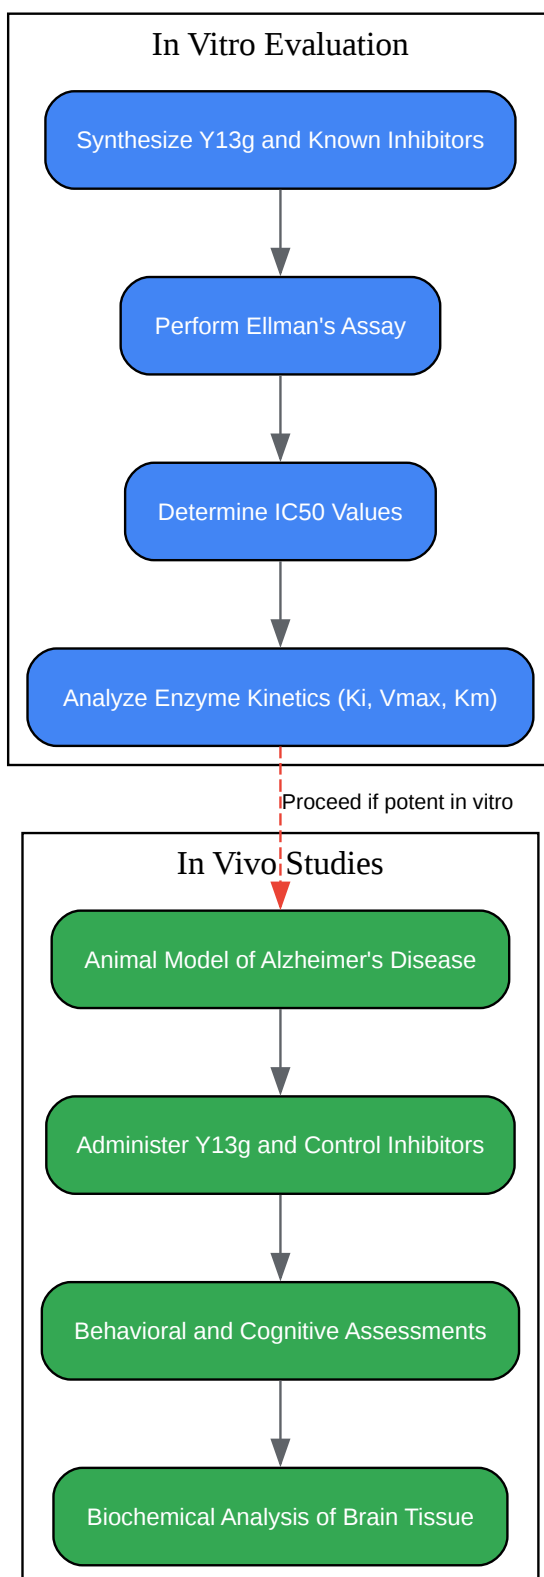 In Vitro Evaluation
Synthesize Y13g and Known Inhibitors
Perform Ellman's Assay
Determine IC50 Values
Analyze Enzyme Kinetics (Ki, Vmax, Km)
Proceed if potent in vitro
In Vivo Studies
Animal Model of Alzheimer's Disease
Administer Y13g and Control Inhibitors
Behavioral and Cognitive Assessments
Biochemical Analysis of Brain Tissue